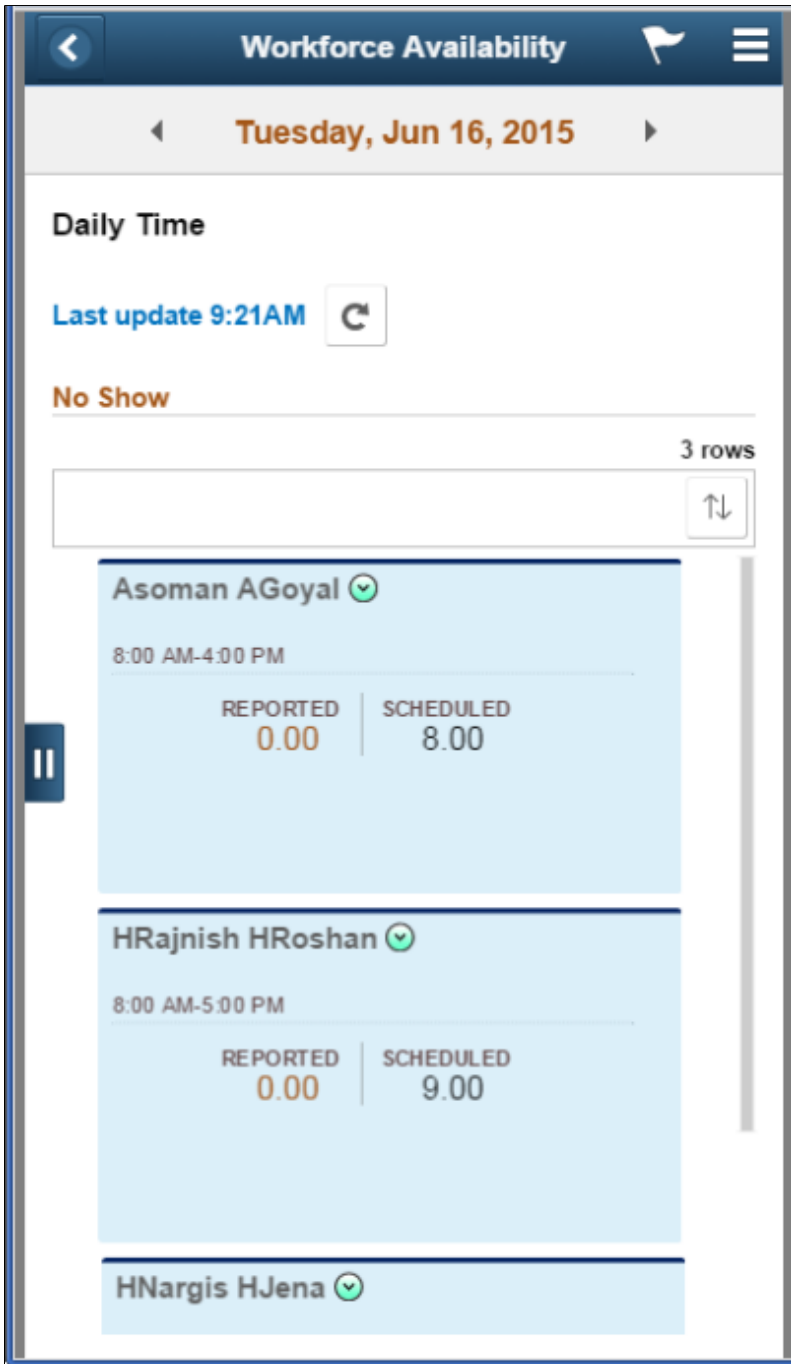 Workforce Availability
Tuesday, Jun 16, 2015
Daily Time
Last update 9:21AM
No Show
3 rows
Asoman AGoyal
8:00 AM-4:00 PM
REPORTED SCHEDULED
0.00 8.00
HRajnish HRoshan
8:00 AM-5:00 PM
REPORTED SCHEDULED
0.00 9.00
HNargis HJena